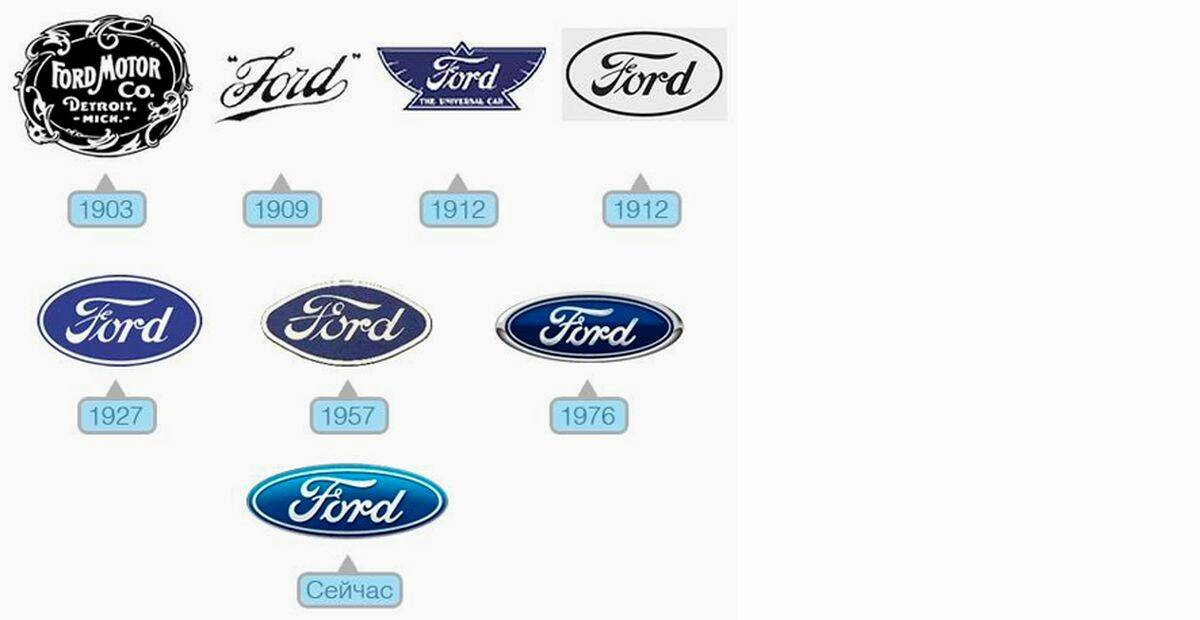 FORD MOTOR
CO.
DETROIT,
-MICH.-
"Ford"
Ford
THE UNIVERSAL CAR
Ford
1903
1909
1912
1912
Ford
Ford
Ford
1927
1957
1976
Ford
Сейчас